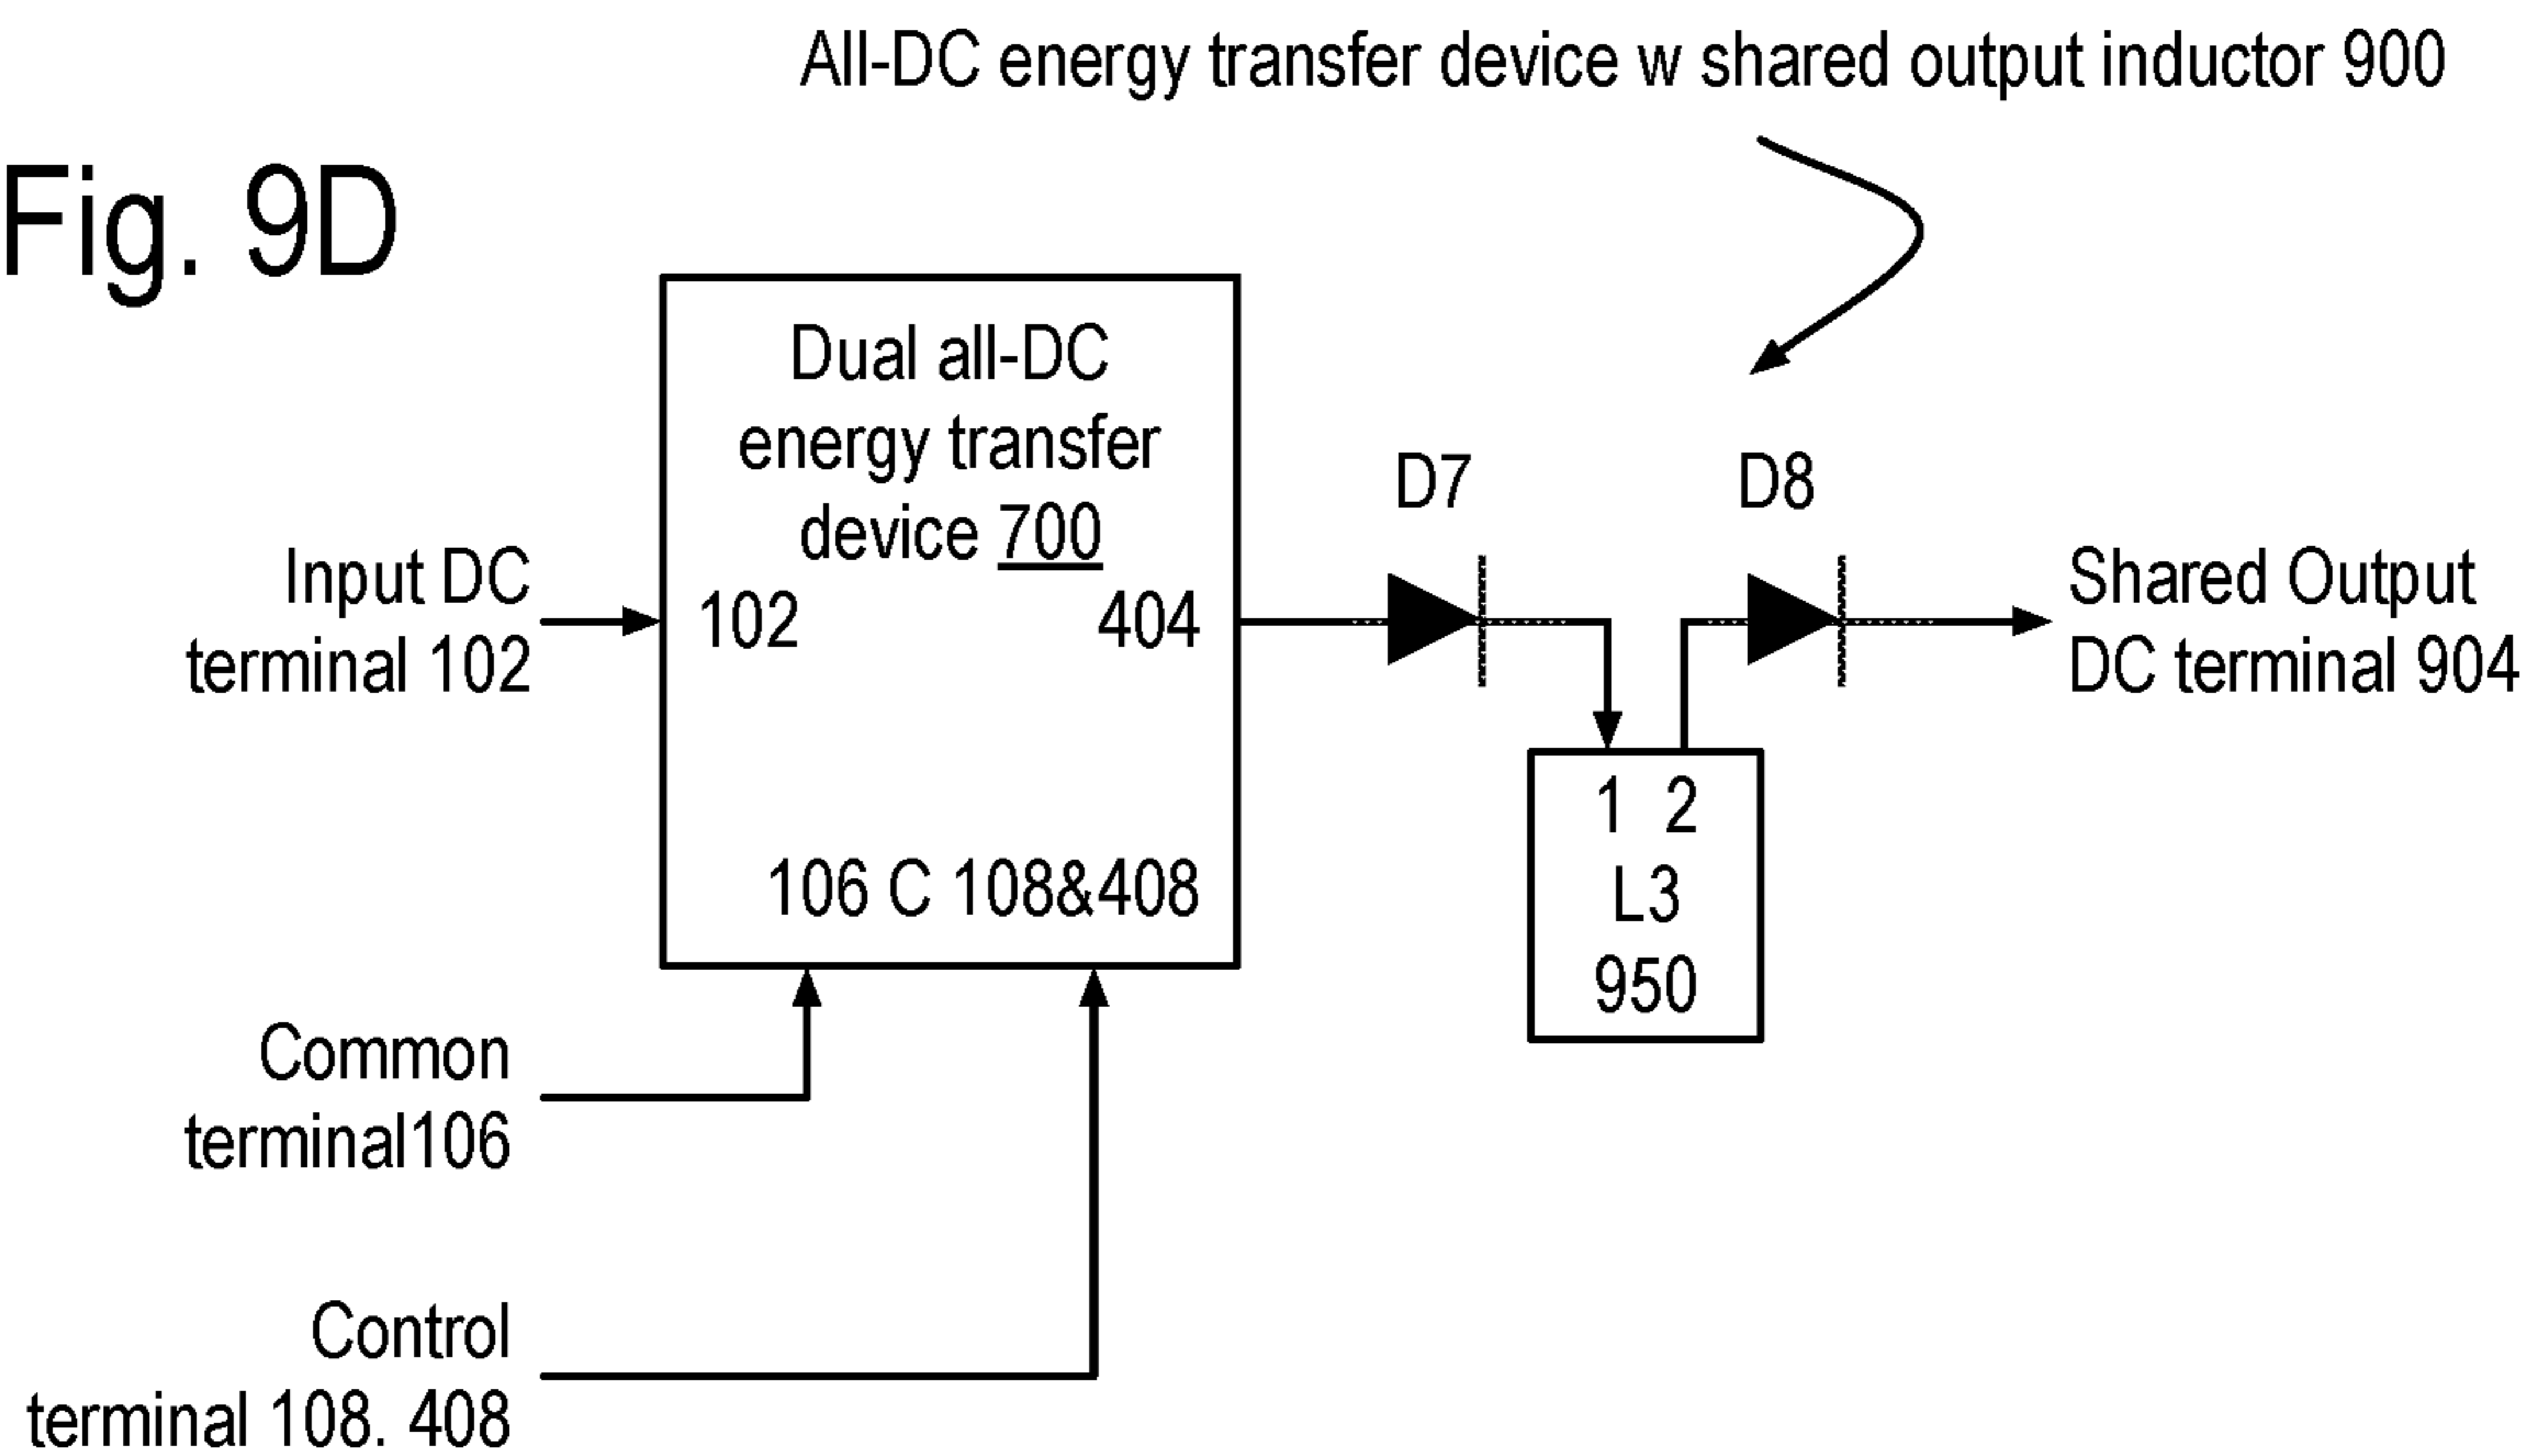 All-DC energy transfer device w shared output inductor 900
Fig. 9D
Dual all-DC
energy transfer
device 700
D7
D8
Input DC
terminal 102
102
404
Shared Output
DC terminal 904
1 2
L3
950
106 C 108&408
Common
terminal106
Control
terminal 108. 408